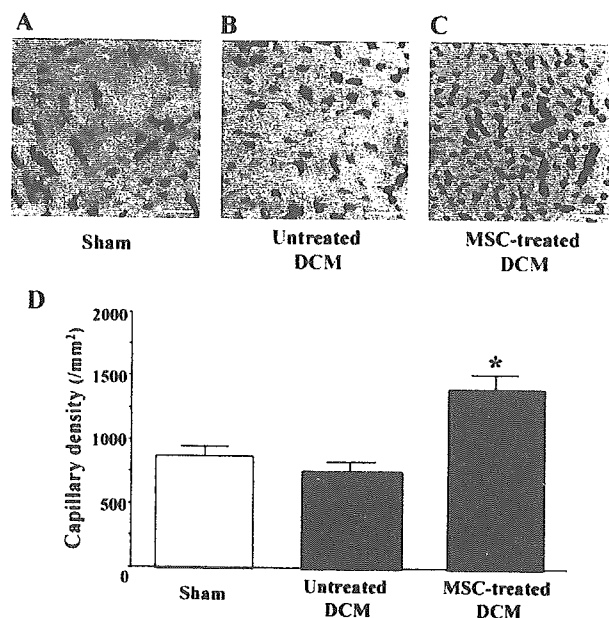 A
B
C
Sham
Untreated
DCM
MSC-treated
DCM
D
Capillary density (/mm²)
2000
1500
1000
500
0
*
Sham
Untreated
DCM
MSC-treated
DCM